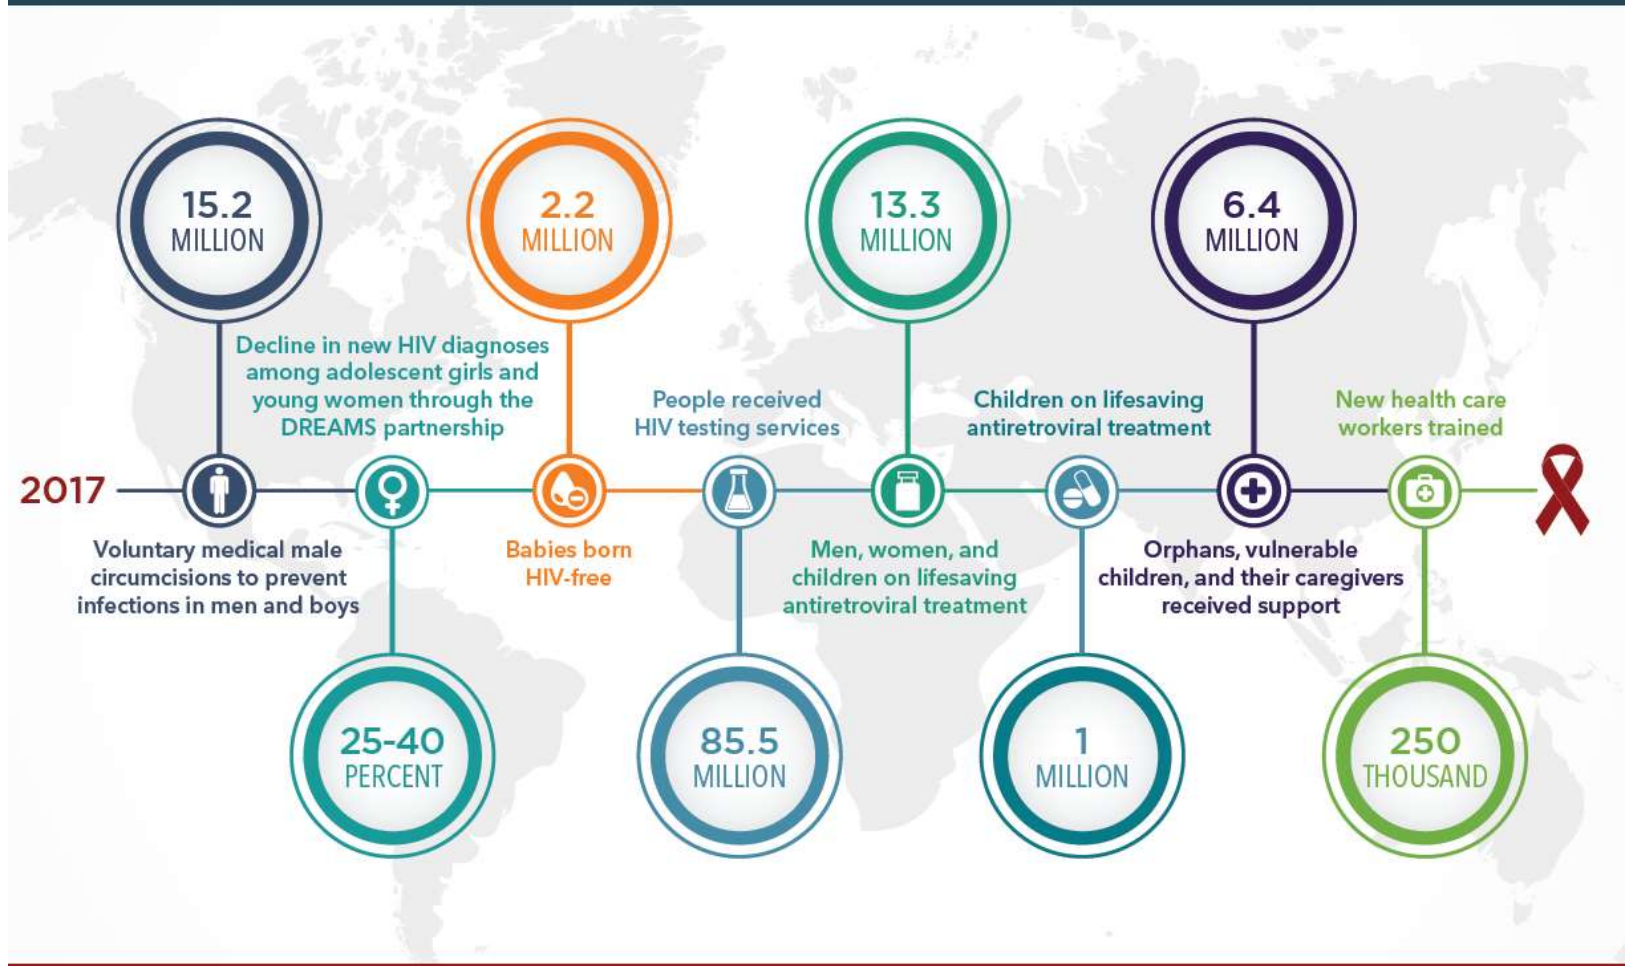 15.2
MILLION
2.2
MILLION
13.3
MILLION
6.4
MILLION
Decline in new HIV diagnoses
among adolescent girls and
young women through the
DREAMS partnership
People received
HIV testing services
Children on lifesaving
antiretroviral treatment
New health care
workers trained
2017
Voluntary medical male
circumcisions to prevent
infections in men and boys
Babies born
HIV-free
Men, women, and
children on lifesaving
antiretroviral treatment
Orphans, vulnerable
children, and their caregivers
received support
25-40
PERCENT
85.5
MILLION
1
MILLION
250
THOUSAND